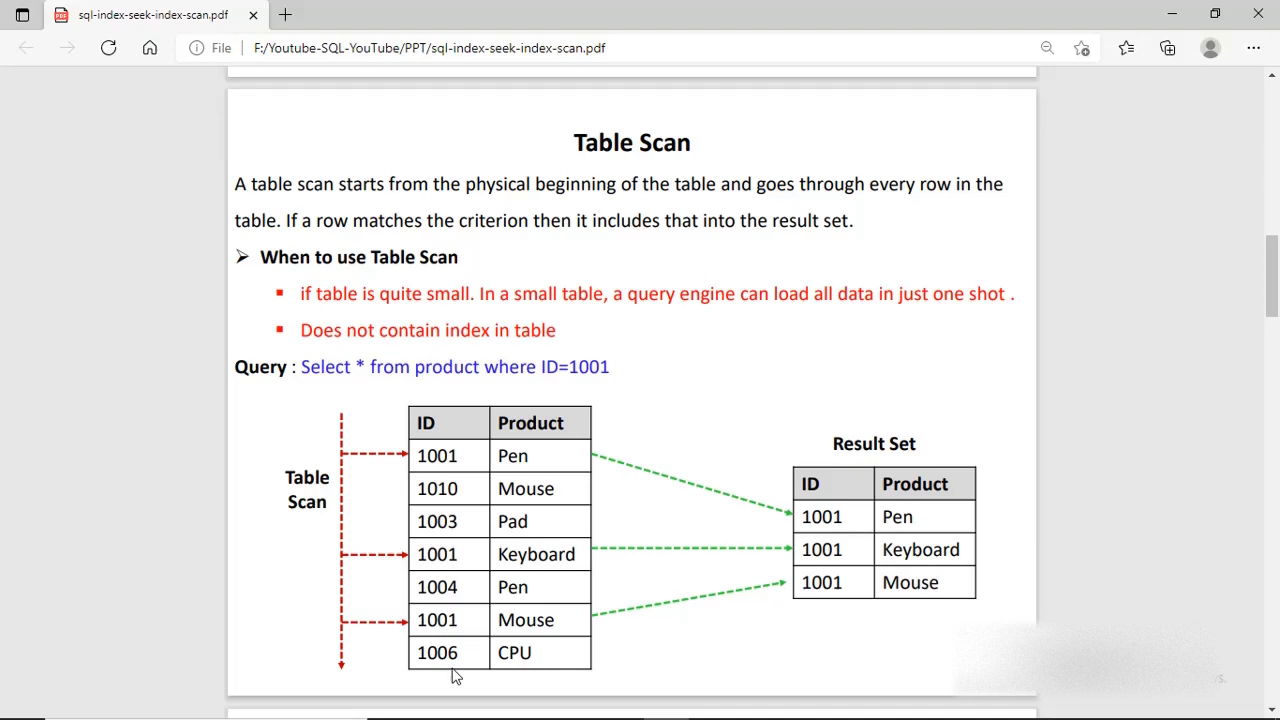 sql-index-seek-index-scan.pdf
File F:/Youtube-SQL-YouTube/PPT/sql-index-seek-index-scan.pdf
Table Scan
A table scan starts from the physical beginning of the table and goes through every row in the
table. If a row matches the criterion then it includes that into the result set.
When to use Table Scan
if table is quite small. In a small table, a query engine can load all data in just one shot .
Does not contain index in table
Query : Select * from product where ID=1001
Table
Scan
ID Product
1001 Pen
1010 Mouse
1003 Pad
1001 Keyboard
1004 Pen
1001 Mouse
1006 CPU
Result Set
ID Product
1001 Pen
1001 Keyboard
1001 Mouse